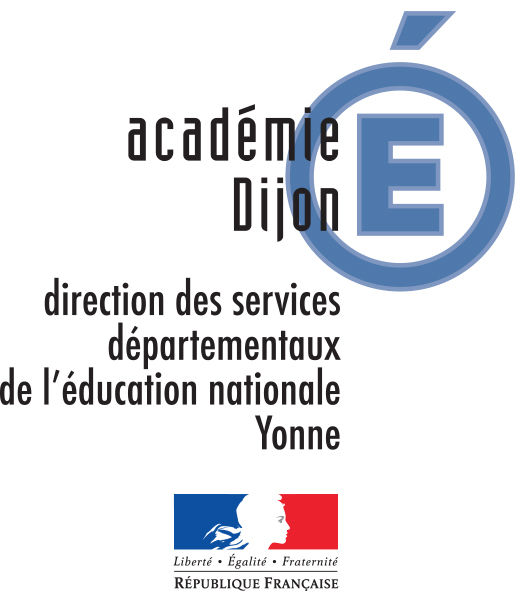 É
académie
Dijon
direction des services
départementaux
de l'éducation nationale
Yonne
Liberté • Égalité • Fraternité
RÉPUBLIQUE FRANÇAISE